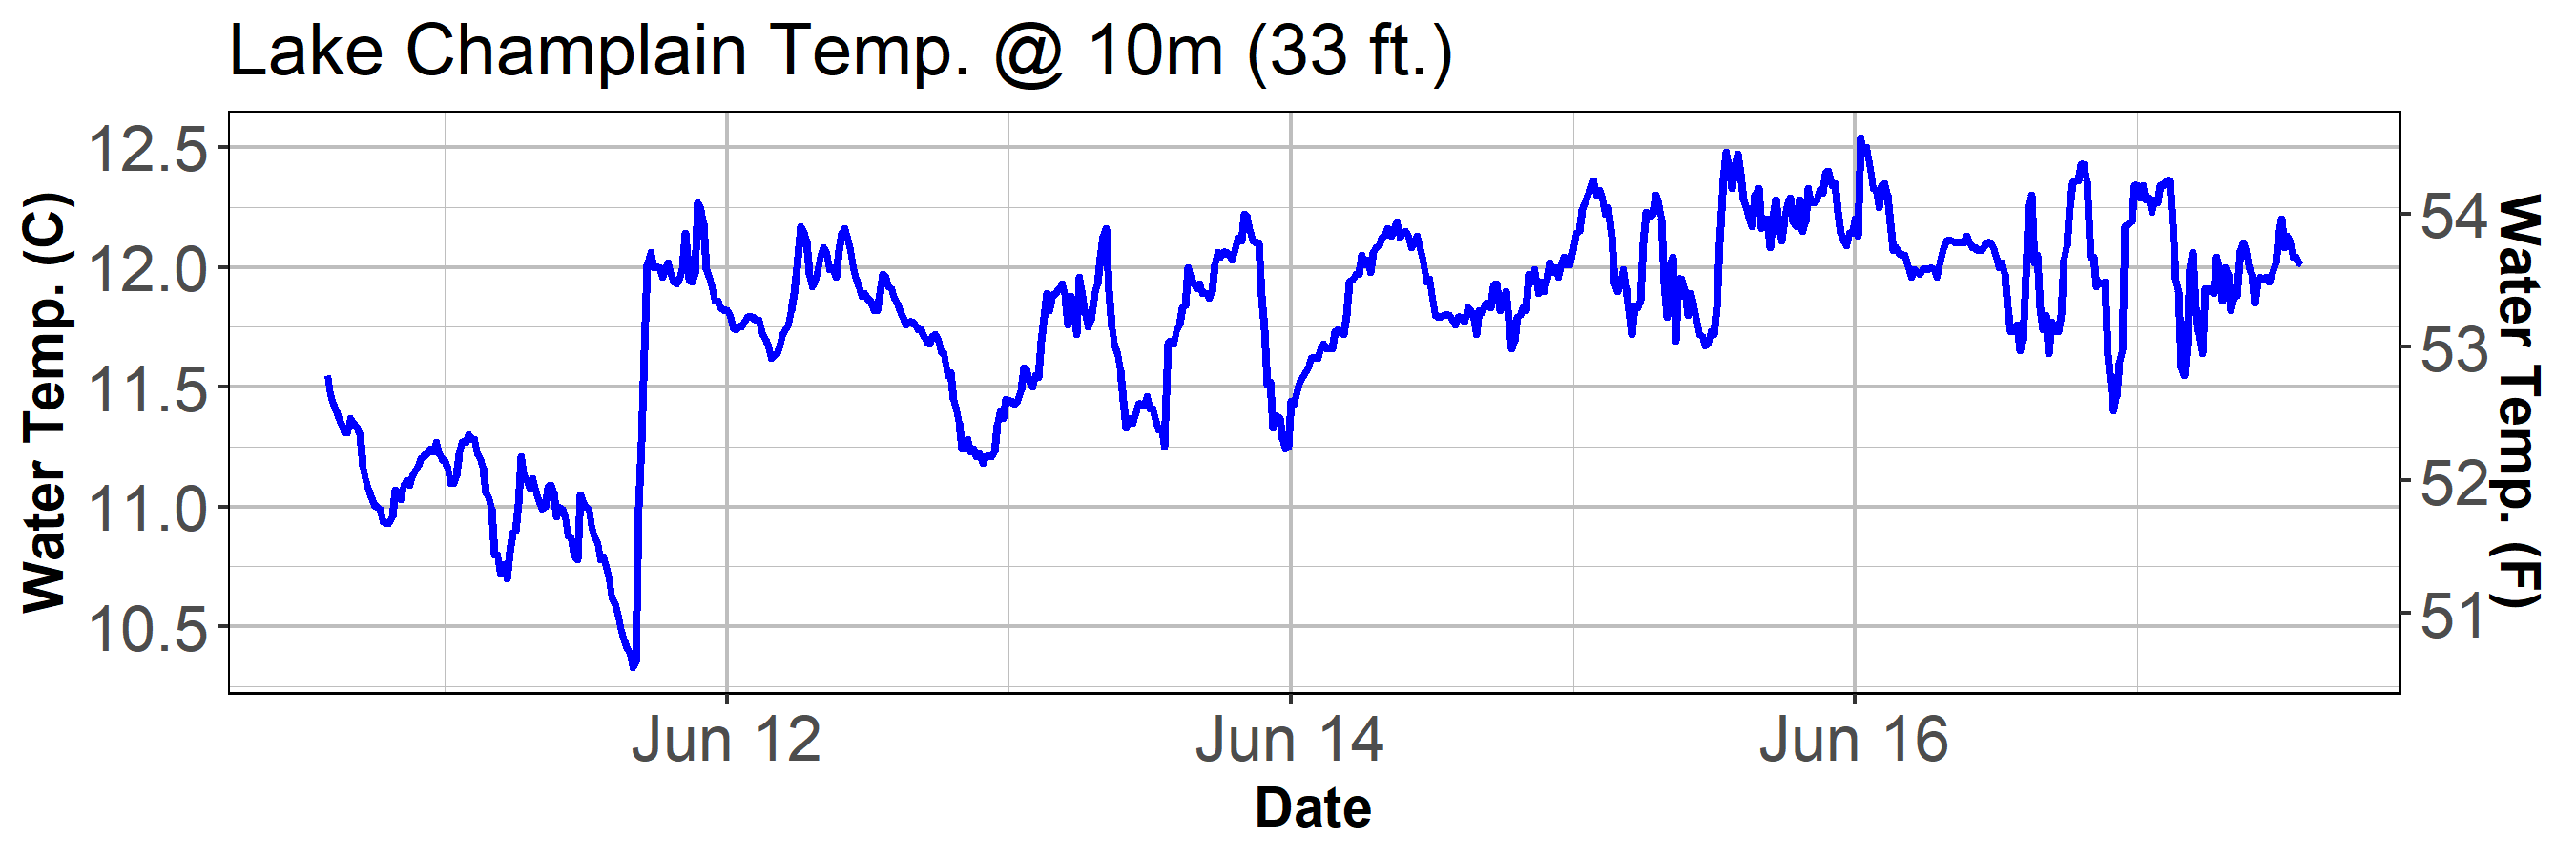 Lake Champlain Temp. @ 10m (33 ft.)
12.5
12.0
11.5
11.0
10.5
Water Temp. (C)
54
53
52
51
Water Temp. (F)
Jun 12
Jun 14
Jun 16
Date